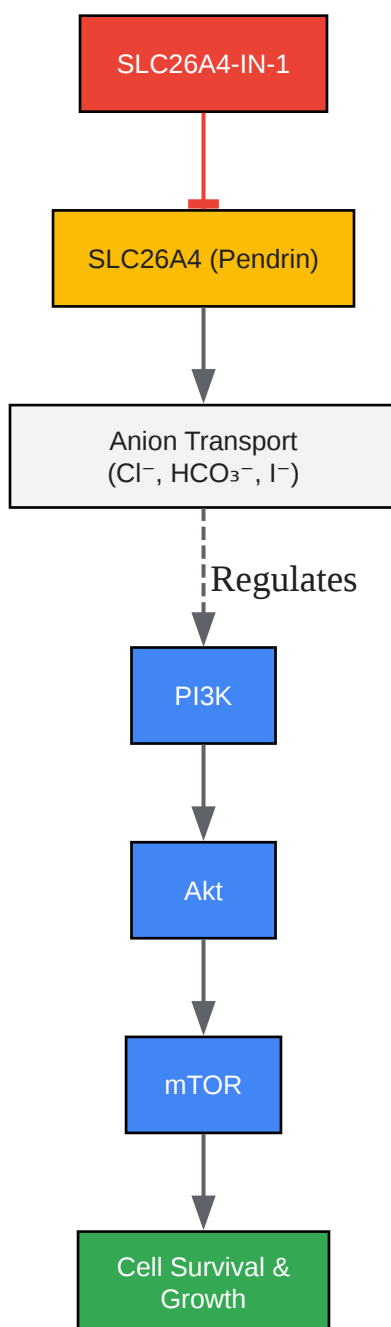 SLC26A4-IN-1
SLC26A4 (Pendrin)
Anion Transport
(Cl⁻, HCO₃⁻, I⁻)
Regulates
PI3K
Akt
mTOR
Cell Survival &
Growth